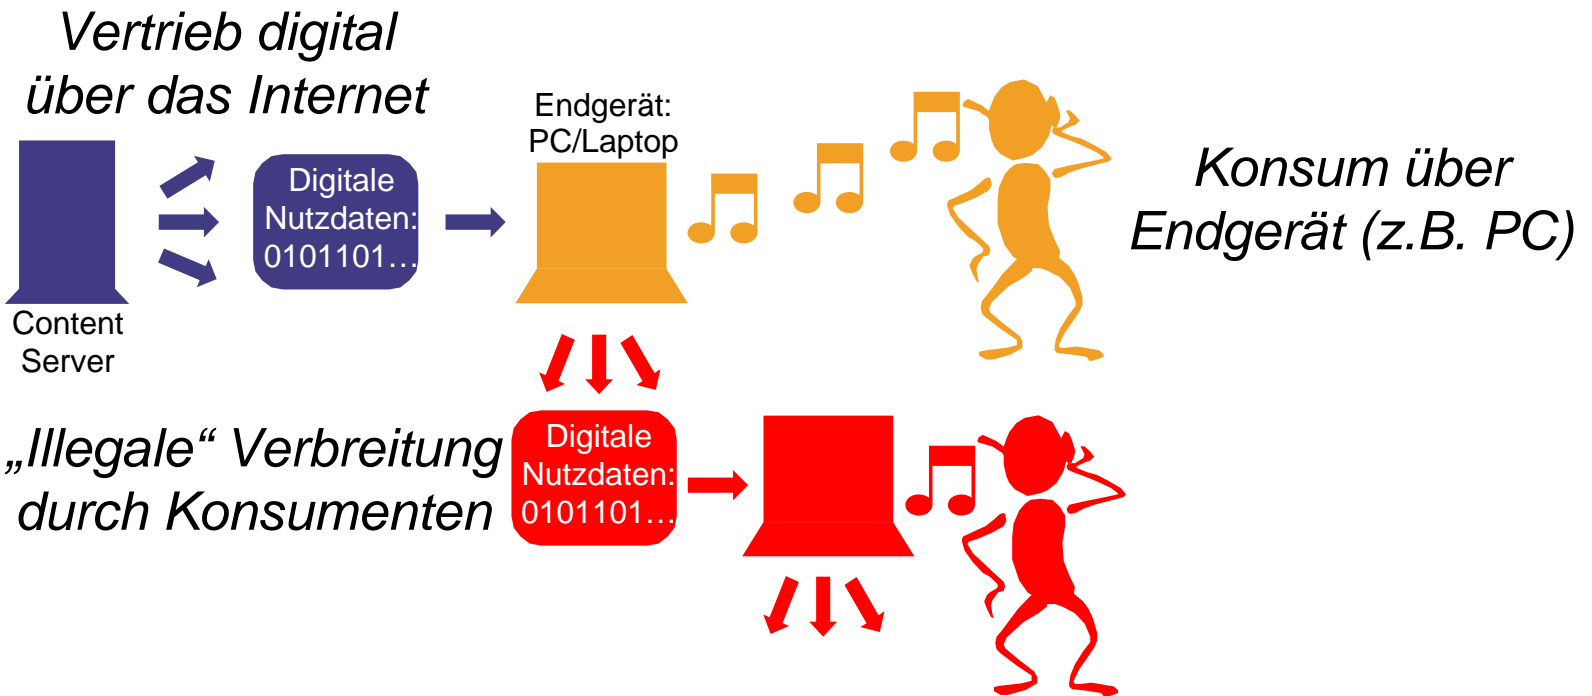 Vertrieb digital
über das Internet
Endgerät:
PC/Laptop
Digitale
Nutzdaten:
0101101…
Konsum über
Endgerät (z.B. PC)
Content
Server
„Illegale“ Verbreitung
durch Konsumenten
Digitale
Nutzdaten:
0101101…